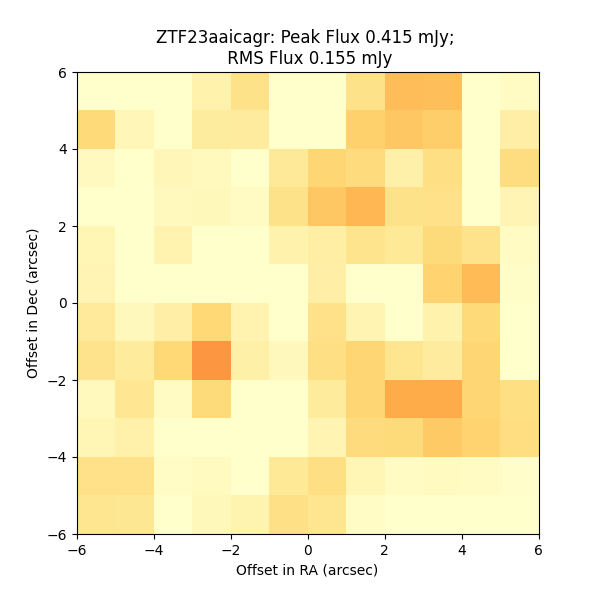 ZTF23aaicagr: Peak Flux 0.415 mJy;
RMS Flux 0.155 mJy
6
4
2
0
−2
−4
−6
Offset in Dec (arcsec)
−6 −4 −2 0 2 4 6
Offset in RA (arcsec)